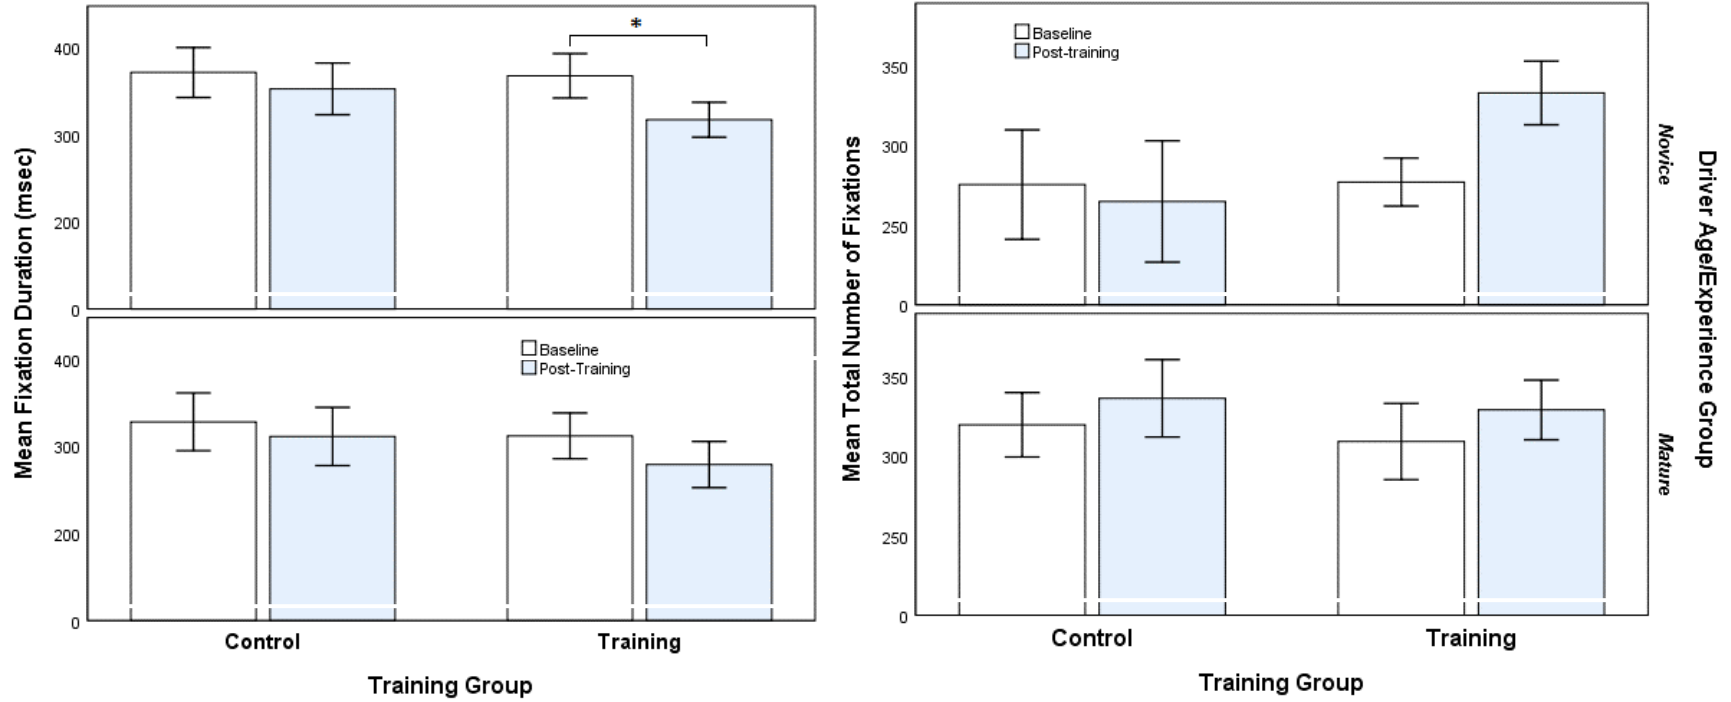 Mean Fixation Duration (msec)
400
300
200
0
*
400
300
200
0
Baseline
Post-Training
Control
Training
Training Group
Mean Total Number of Fixations
350
300
250
0
Baseline
Post-training
350
300
250
0
Control
Training
Training Group
Novice
Mature
Driver Age/Experience Group